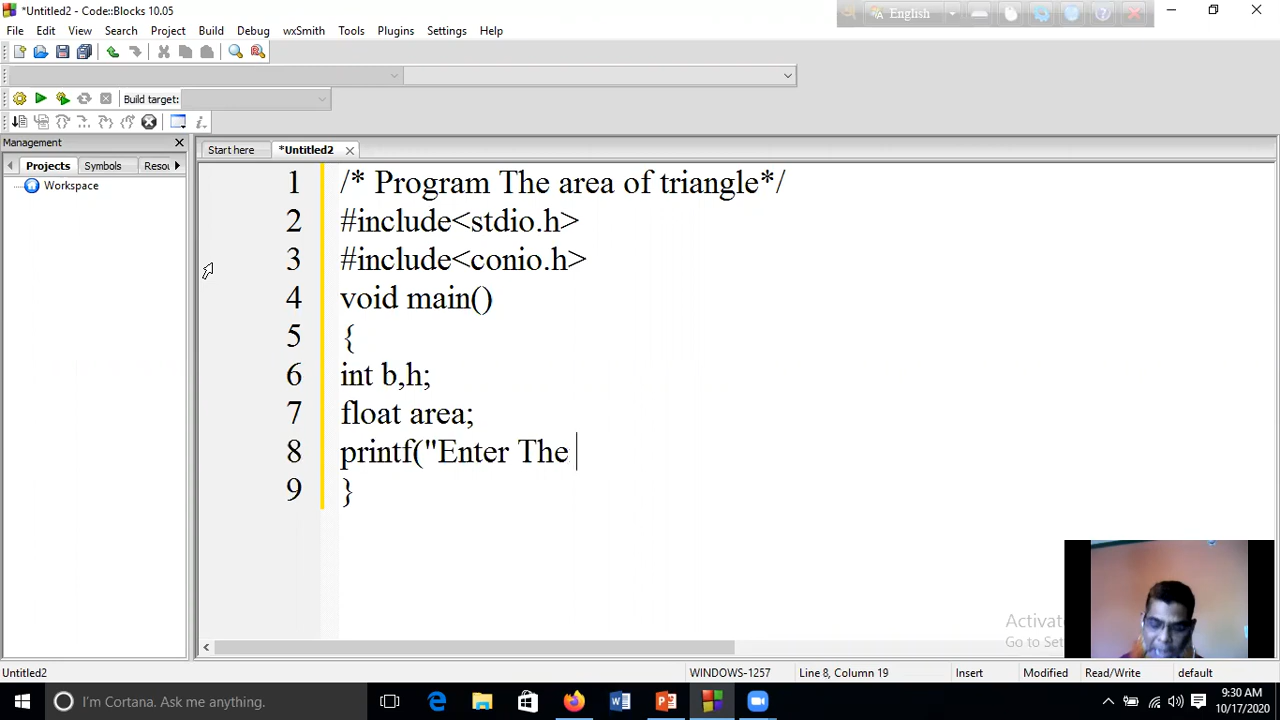 *Untitled2 - Code::Blocks 10.05
English
File Edit View Search Project Build Debug wxSmith Tools Plugins Settings Help
Build target:
Management
Projects Symbols Resou
Workspace
Start here *Untitled2
1 /* Program The area of triangle*/
2 #include<stdio.h>
3 #include<conio.h>
4 void main()
5 {
6 int b,h;
7 float area;
8 printf("Enter The
9 }
Activat
Go to Set
Untitled2 WINDOWS-1257 Line 8, Column 19 Insert Modified Read/Write default
I'm Cortana. Ask me anything.
9:30 AM
10/17/2020